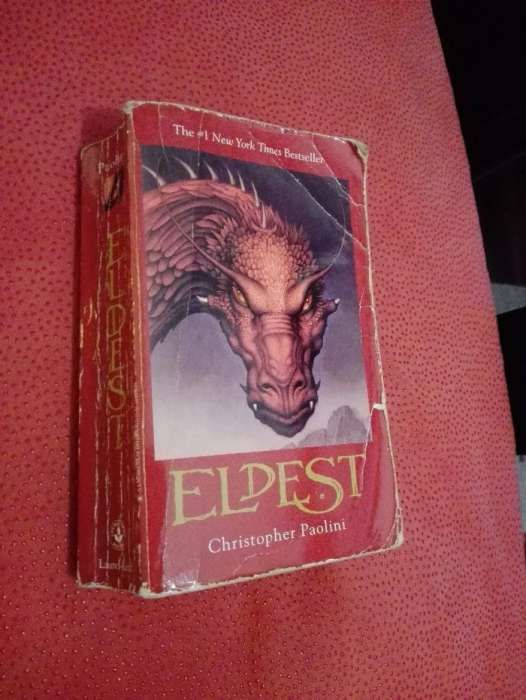 The #1 New York Times Bestseller
ELDEST
Christopher Paolini
ELDEST